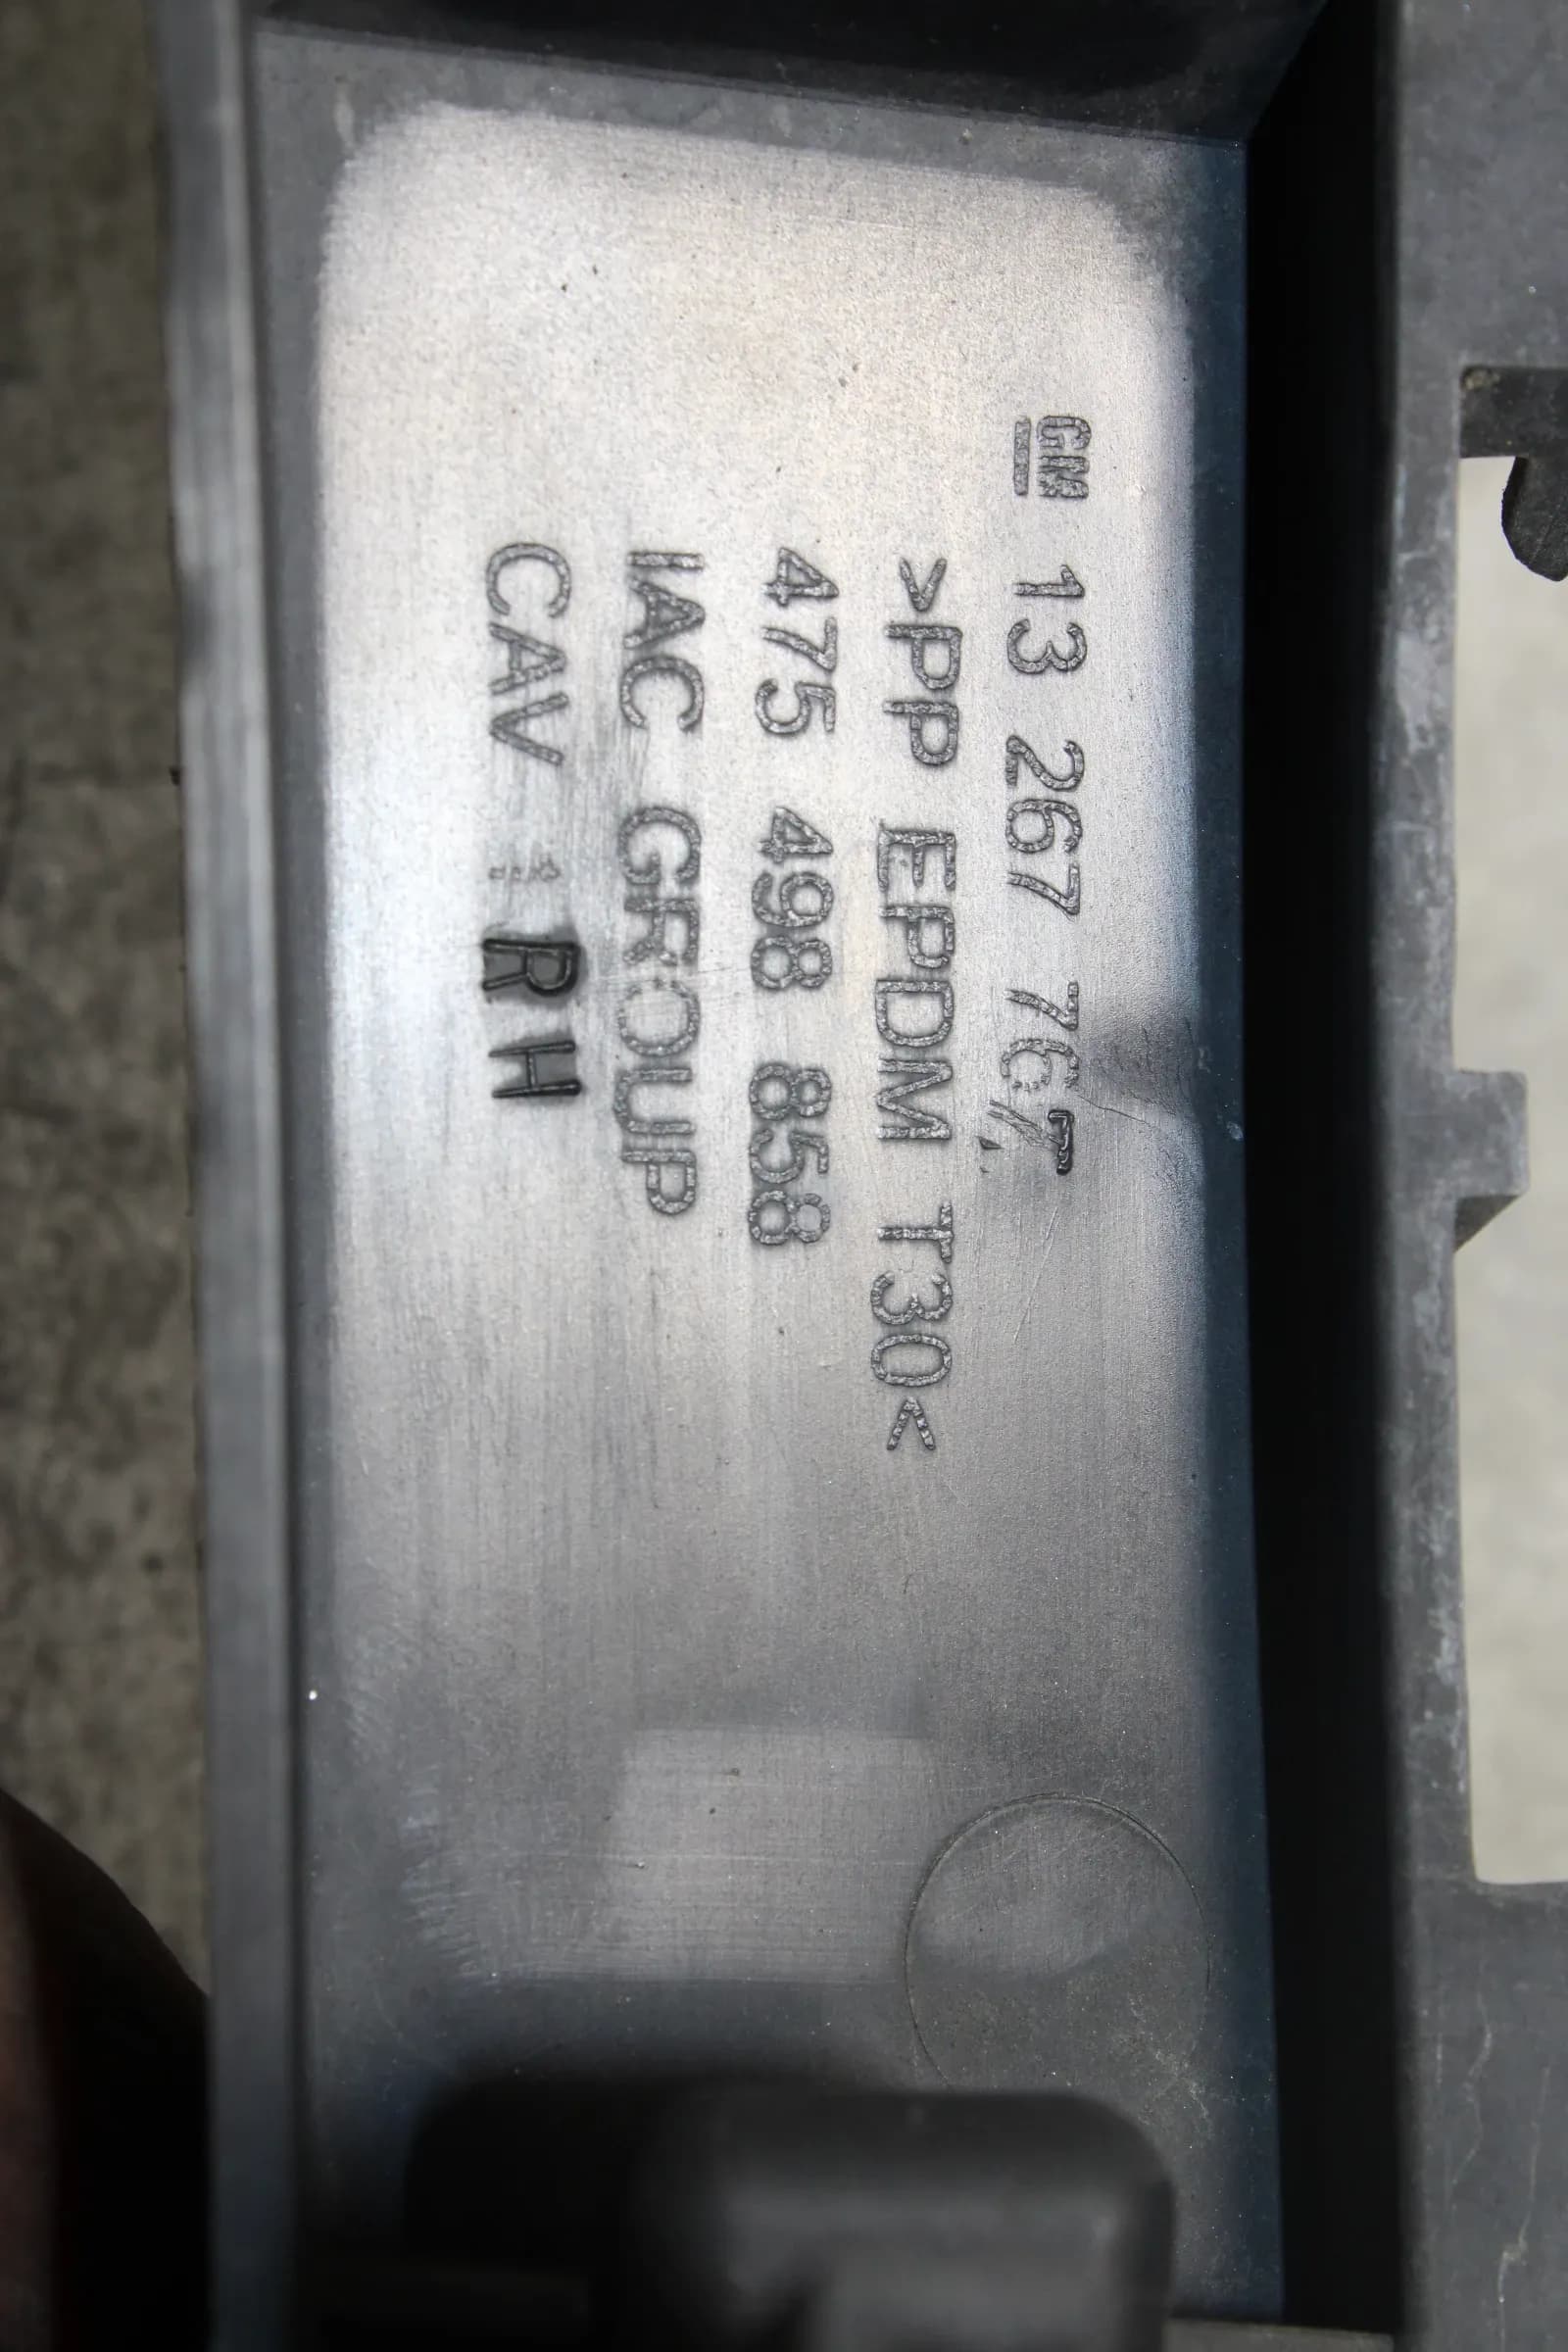 GM 13 267 767
>PP EPDM T30<
475 498 858
IAC GROUP
CAV RH